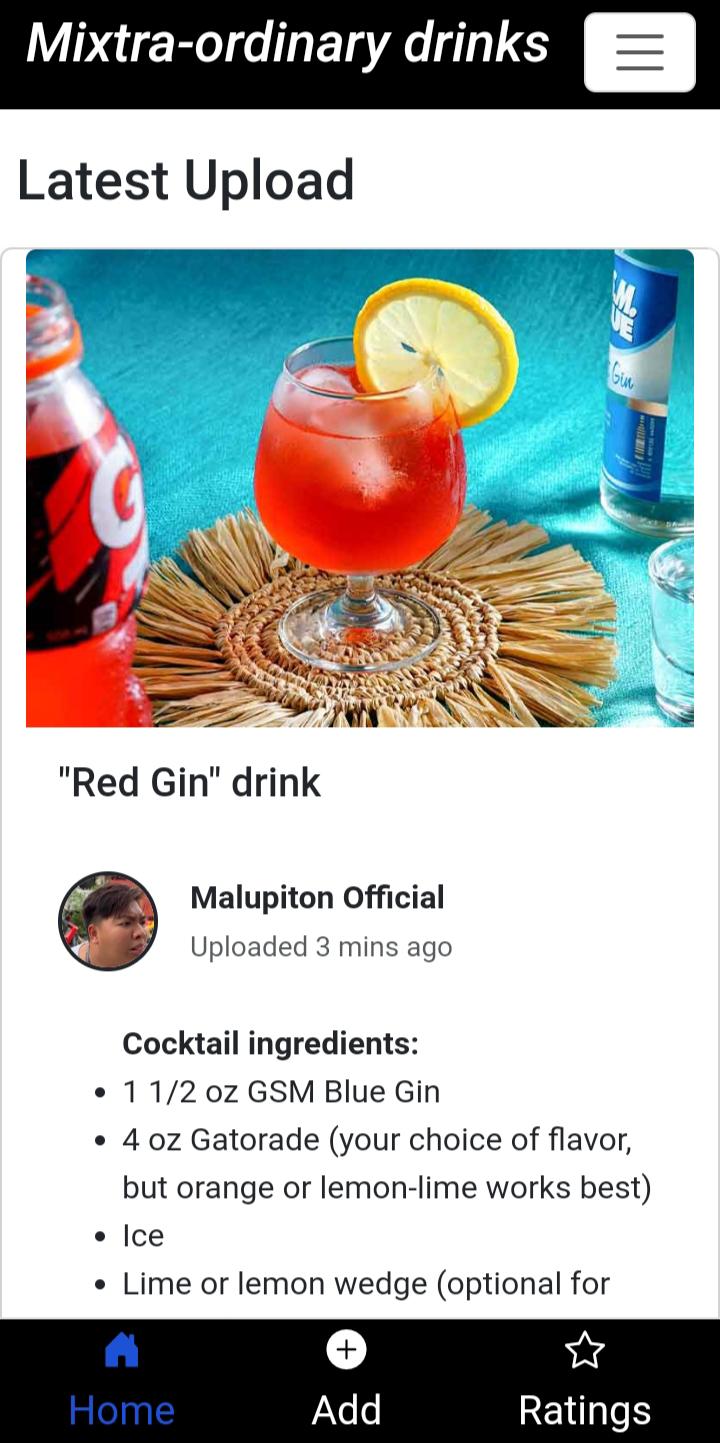 Mixtra-ordinary drinks
Latest Upload
G
.M.
UE
Gin
"Red Gin" drink
Malupiton Official
Uploaded 3 mins ago
Cocktail ingredients:
• 1 1/2 oz GSM Blue Gin
• 4 oz Gatorade (your choice of flavor,
but orange or lemon-lime works best)
• Ice
• Lime or lemon wedge (optional for
Home
Add
Ratings